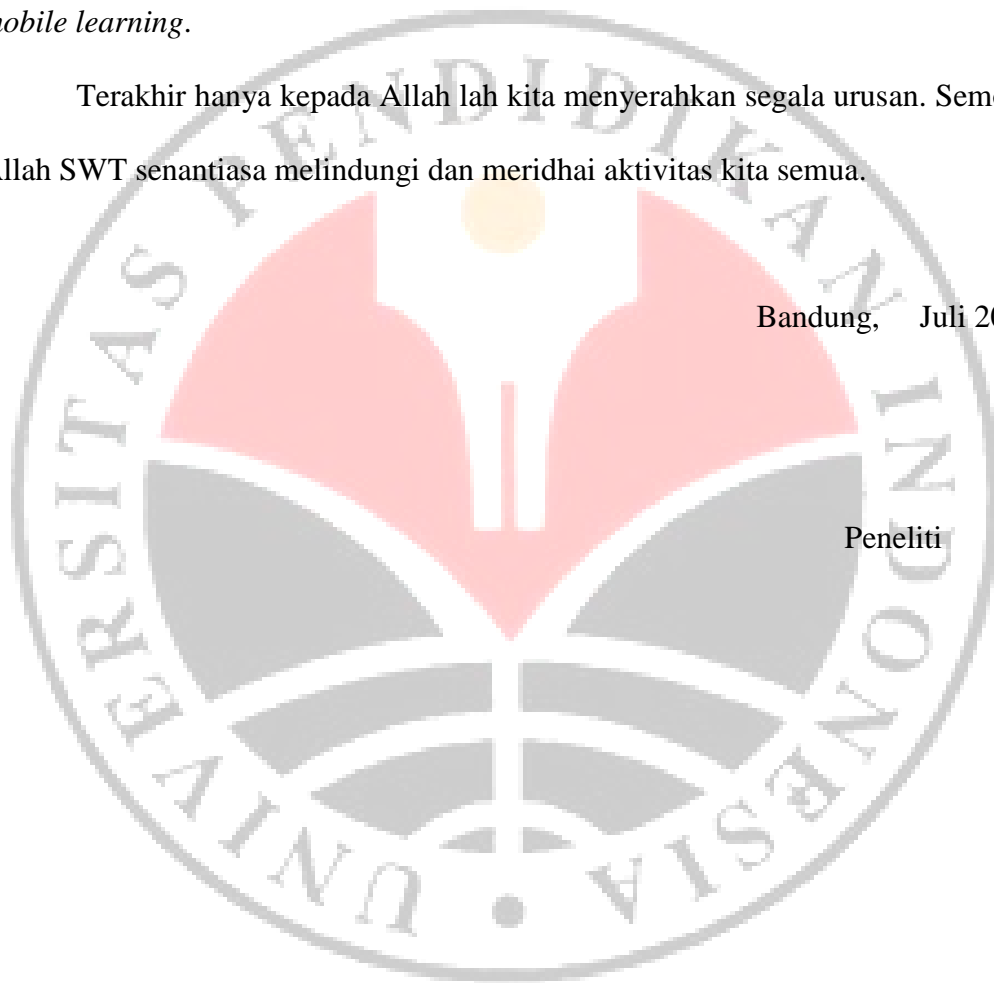 mobile learning.
Terakhir hanya kepada Allah lah kita menyerahkan segala urusan. Semo
Allah SWT senantiasa melindungi dan meridhai aktivitas kita semua.
Bandung, Juli 20
Peneliti
UNIVERSITAS PENDIDIKAN INDONESIA